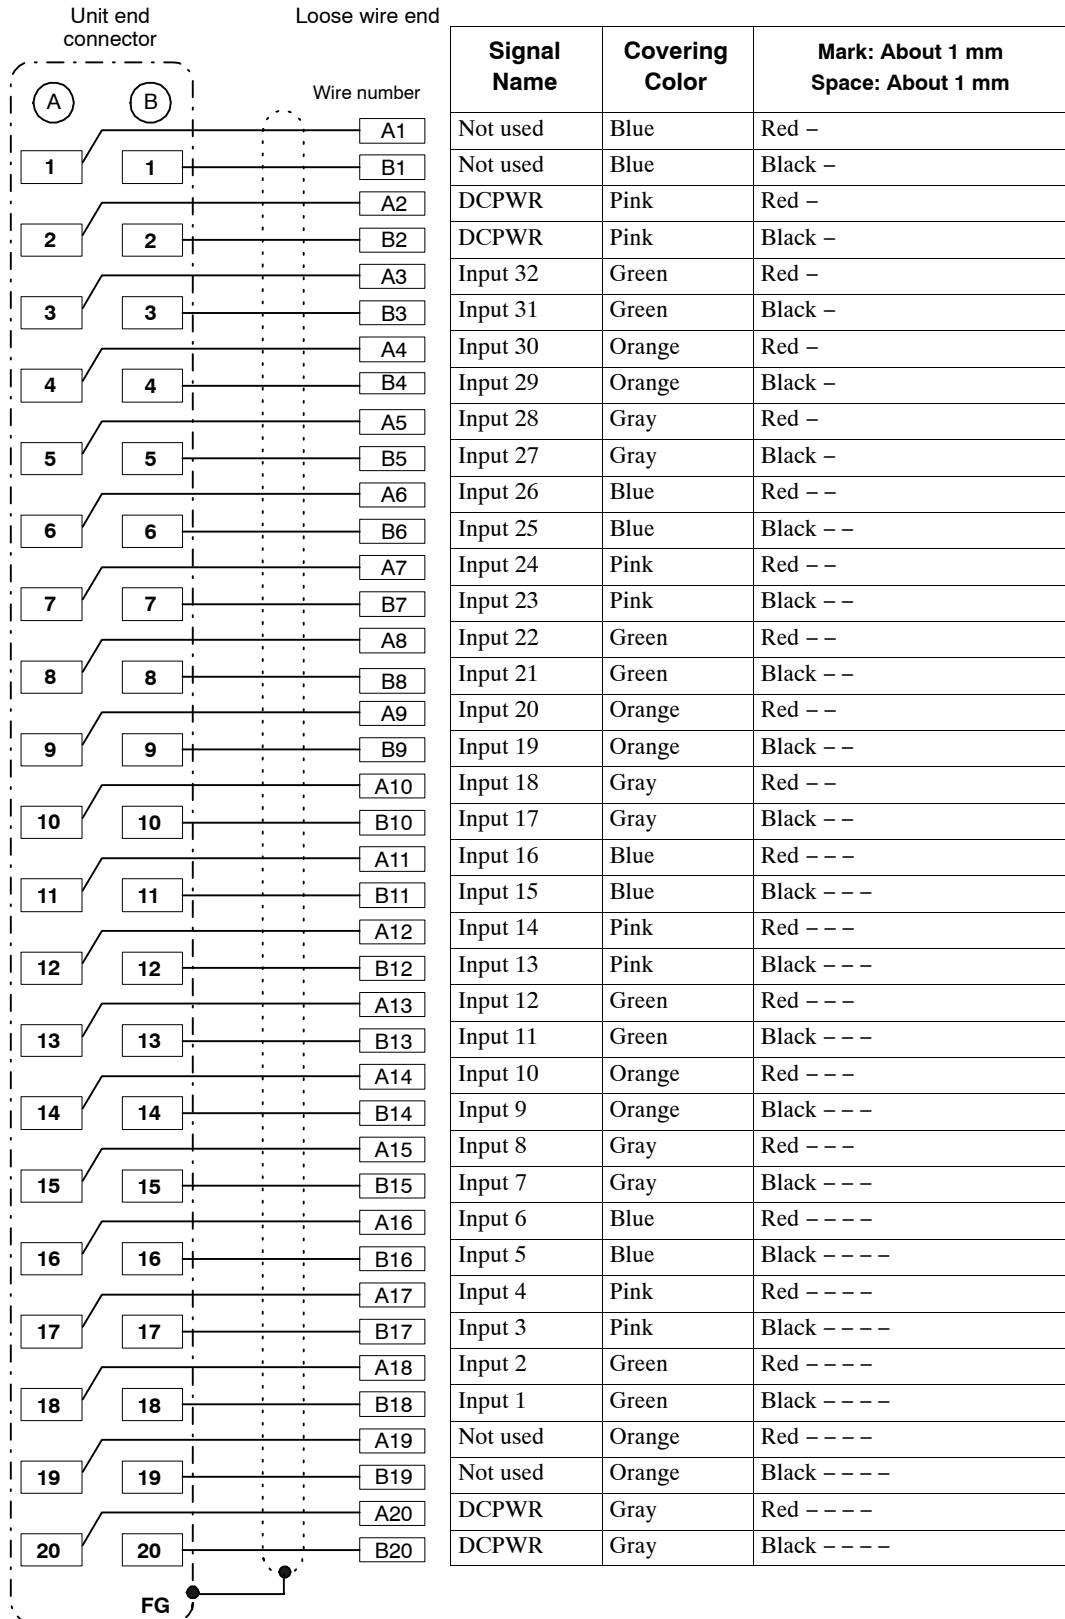 Unit end
connector
Loose wire end
A B
Wire number
Signal Name | Covering Color | Mark: About 1 mm Space: About 1 mm
A1 Not used Blue Red –
1 1 B1 Not used Blue Black –
A2 DCPWR Pink Red –
2 2 B2 DCPWR Pink Black –
A3 Input 32 Green Red –
3 3 B3 Input 31 Green Black –
A4 Input 30 Orange Red –
4 4 B4 Input 29 Orange Black –
A5 Input 28 Gray Red –
5 5 B5 Input 27 Gray Black –
A6 Input 26 Blue Red – –
6 6 B6 Input 25 Blue Black – –
A7 Input 24 Pink Red – –
7 7 B7 Input 23 Pink Black – –
A8 Input 22 Green Red – –
8 8 B8 Input 21 Green Black – –
A9 Input 20 Orange Red – –
9 9 B9 Input 19 Orange Black – –
A10 Input 18 Gray Red – –
10 10 B10 Input 17 Gray Black – –
A11 Input 16 Blue Red – – –
11 11 B11 Input 15 Blue Black – – –
A12 Input 14 Pink Red – – –
12 12 B12 Input 13 Pink Black – – –
A13 Input 12 Green Red – – –
13 13 B13 Input 11 Green Black – – –
A14 Input 10 Orange Red – – –
14 14 B14 Input 9 Orange Black – – –
A15 Input 8 Gray Red – – –
15 15 B15 Input 7 Gray Black – – –
A16 Input 6 Blue Red – – – –
16 16 B16 Input 5 Blue Black – – – –
A17 Input 4 Pink Red – – – –
17 17 B17 Input 3 Pink Black – – – –
A18 Input 2 Green Red – – – –
18 18 B18 Input 1 Green Black – – – –
A19 Not used Orange Red – – – –
19 19 B19 Not used Orange Black – – – –
A20 DCPWR Gray Red – – – –
20 20 B20 DCPWR Gray Black – – – –
FG